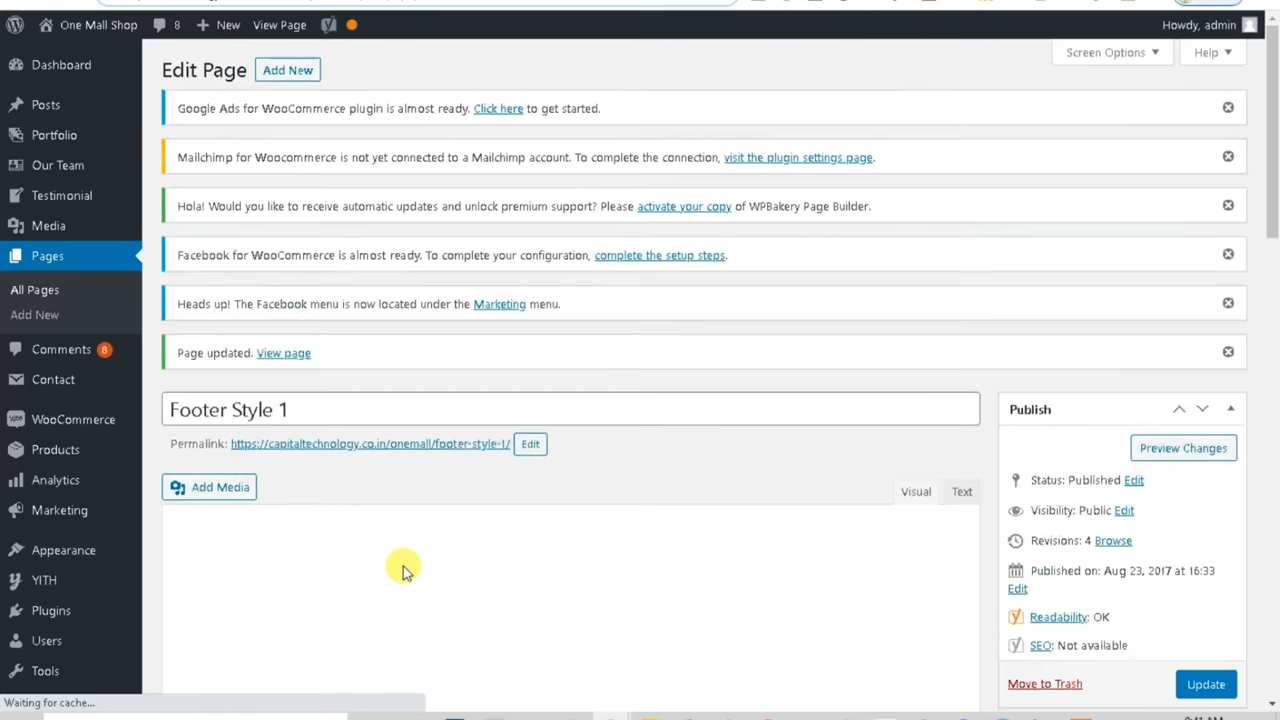 One Mall Shop 8 New View Page Howdy, admin
Screen Options Help
Dashboard
Posts
Portfolio
Our Team
Testimonial
Media
Pages
All Pages
Add New
Comments 8
Contact
WooCommerce
Products
Analytics
Marketing
Appearance
YITH
Plugins
Users
Tools
Edit Page Add New
Google Ads for WooCommerce plugin is almost ready. Click here to get started.
Mailchimp for Woocommerce is not yet connected to a Mailchimp account. To complete the connection, visit the plugin settings page.
Hola! Would you like to receive automatic updates and unlock premium support? Please activate your copy of WPBakery Page Builder.
Facebook for WooCommerce is almost ready. To complete your configuration, complete the setup steps.
Heads up! The Facebook menu is now located under the Marketing menu.
Page updated. View page
Footer Style 1
Permalink: https://capitaltechnology.co.in/onemall/footer-style-1/ Edit
Add Media
Visual Text
Publish
Preview Changes
Status: Published Edit
Visibility: Public Edit
Revisions: 4 Browse
Published on: Aug 23, 2017 at 16:33
Edit
Readability: OK
SEO: Not available
Move to Trash Update
Waiting for cache...